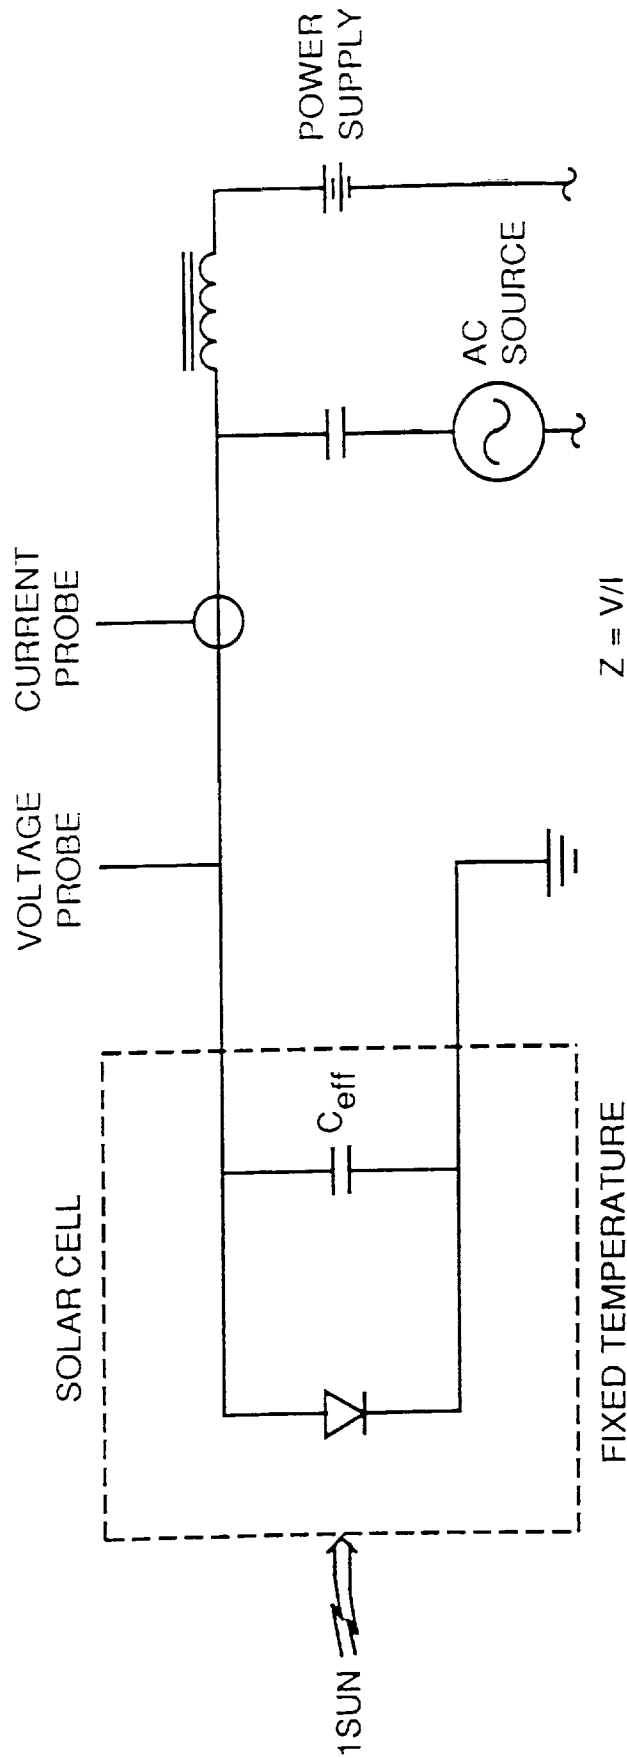 VOLTAGE
PROBE
CURRENT
PROBE
SOLAR CELL
C_eff
1SUN
FIXED TEMPERATURE
AC
SOURCE
POWER
SUPPLY
Z = V/I